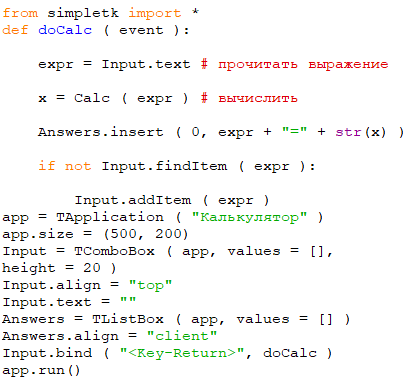 from simpletk import *
def doCalc ( event ):
expr = Input.text # прочитать выражение
x = Calc ( expr ) # вычислить
Answers.insert ( 0, expr + "=" + str(x) )
if not Input.findItem ( expr ):
Input.addItem ( expr )
app = TApplication ( "Калькулятор" )
app.size = (500, 200)
Input = TComboBox ( app, values = [],
height = 20 )
Input.align = "top"
Input.text = ""
Answers = TListBox ( app, values = [] )
Answers.align = "client"
Input.bind ( "<Key-Return>", doCalc )
app.run()